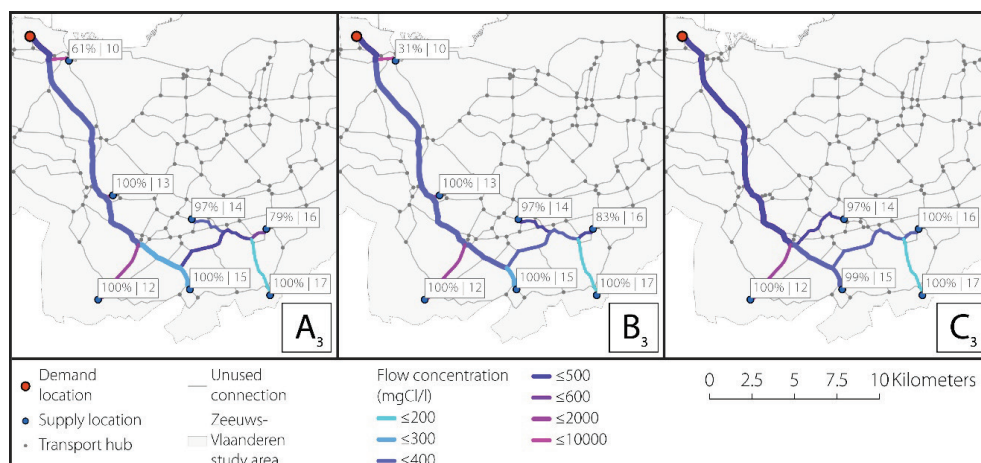 61% | 10
100% | 13
97% | 14
79% | 16
100% | 12
100% | 15
100% | 17
A3
31% | 10
100% | 13
97% | 14
83% | 16
100% | 12
100% | 15
100% | 17
B3
97% | 14
100% | 16
100% | 12
99% | 15
100% | 17
C3
Demand
location
Supply location
Transport hub
Unused
connection
Zeeuws-
Vlaanderen
study area
Flow concentration
(mgCl/l)
≤200
≤300
≤400
≤500
≤600
≤2000
≤10000
0 2.5 5 7.5 10 Kilometers